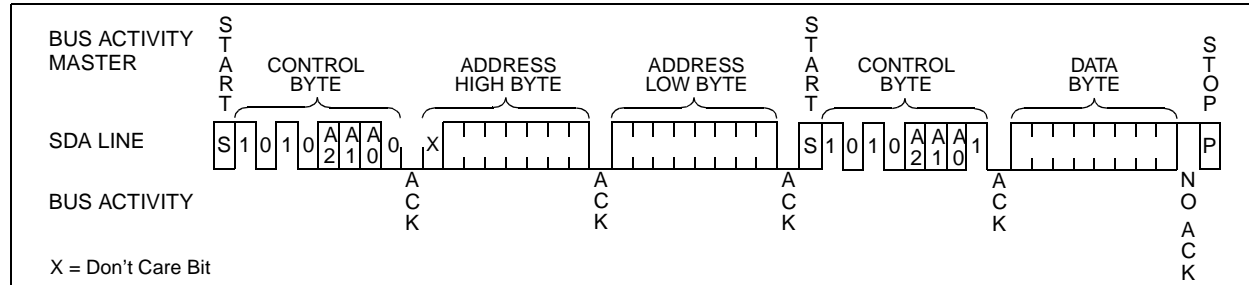 BUS ACTIVITY
MASTER
START
CONTROL
BYTE
ADDRESS
HIGH BYTE
ADDRESS
LOW BYTE
START
CONTROL
BYTE
DATA
BYTE
STOP
SDA LINE
S 1 0 1 0 A2 A1 A0 0 X S 1 0 1 0 A2 A1 A0 1 P
BUS ACTIVITY
ACK
ACK
ACK
ACK
NO ACK
X = Don't Care Bit